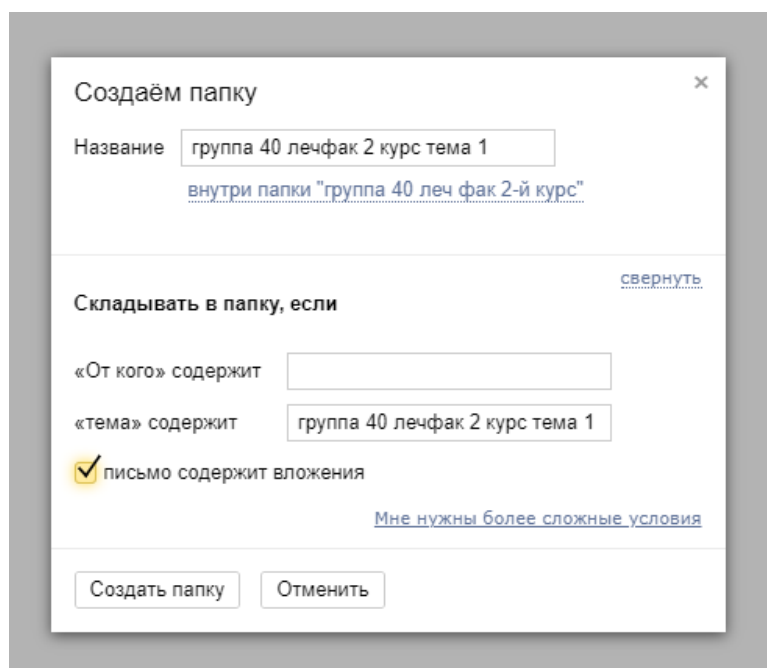 Создаём папку
×
Название группа 40 лечфак 2 курс тема 1
внутри папки "группа 40 леч фак 2-й курс"
свернуть
Складывать в папку, если
«От кого» содержит
«тема» содержит группа 40 лечфак 2 курс тема 1
письмо содержит вложения
Мне нужны более сложные условия
Создать папку Отменить